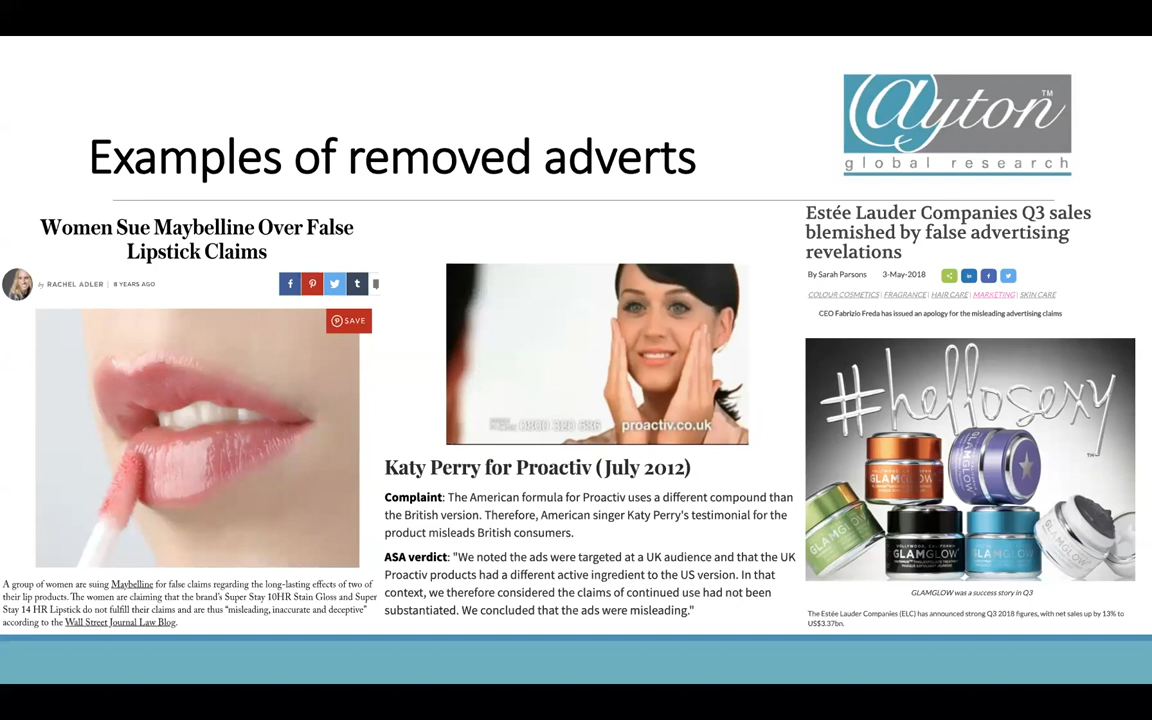 @yton™
global research
Examples of removed adverts
Women Sue Maybelline Over False
Lipstick Claims
by RACHEL ADLER | 8 YEARS AGO
SAVE
A group of women are suing Maybelline for false claims regarding the long-lasting effects of two of
their lip products. The women are claiming that the brand's Super Stay 10HR Stain Gloss and Super
Stay 14 HR Lipstick do not fulfill their claims and are thus "misleading, inaccurate and deceptive"
according to the Wall Street Journal Law Blog.
proactiv.co.uk
Katy Perry for Proactiv (July 2012)
Complaint: The American formula for Proactiv uses a different compound than
the British version. Therefore, American singer Katy Perry's testimonial for the
product misleads British consumers.
ASA verdict: "We noted the ads were targeted at a UK audience and that the UK
Proactiv products had a different active ingredient to the US version. In that
context, we therefore considered the claims of continued use had not been
substantiated. We concluded that the ads were misleading."
Estée Lauder Companies Q3 sales
blemished by false advertising
revelations
By Sarah Parsons 3-May-2018
COLOUR COSMETICS | FRAGRANCE | HAIR CARE | MARKETING | SKIN CARE
CEO Fabrizio Freda has issued an apology for the misleading advertising claims
#hellosexy
TM
GLAMGLOW
GLAMGLOW
GLAMGLOW
GLAMGLOW
GLAMGLOW
GLAMGLOW was a success story in Q3
The Estée Lauder Companies (ELC) has announced strong Q3 2018 figures, with net sales up by 13% to
US$3.37bn.